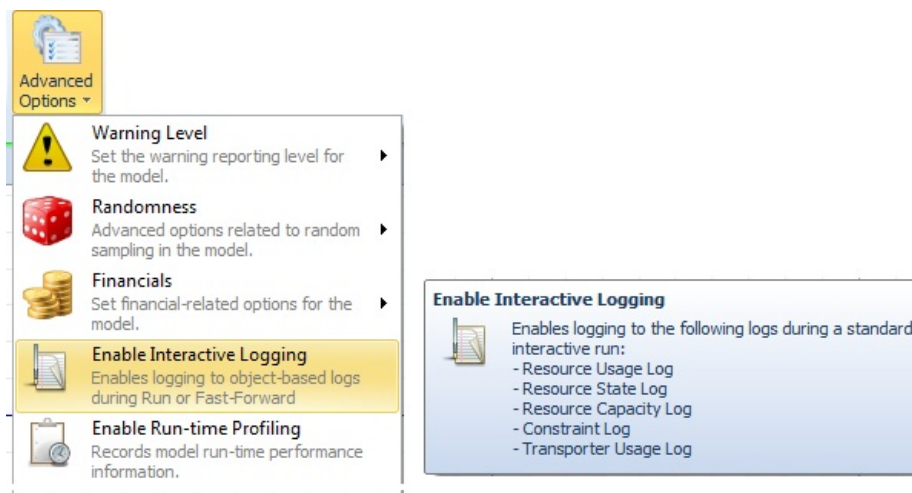 Advanced
Options
Warning Level
Set the warning reporting level for
the model.
Randomness
Advanced options related to random
sampling in the model.
Financials
Set financial-related options for the
model.
Enable Interactive Logging
Enables logging to object-based logs
during Run or Fast-Forward
Enable Run-time Profiling
Records model run-time performance
information.
Enable Interactive Logging
Enables logging to the following logs during a standard
interactive run:
- Resource Usage Log
- Resource State Log
- Resource Capacity Log
- Constraint Log
- Transporter Usage Log